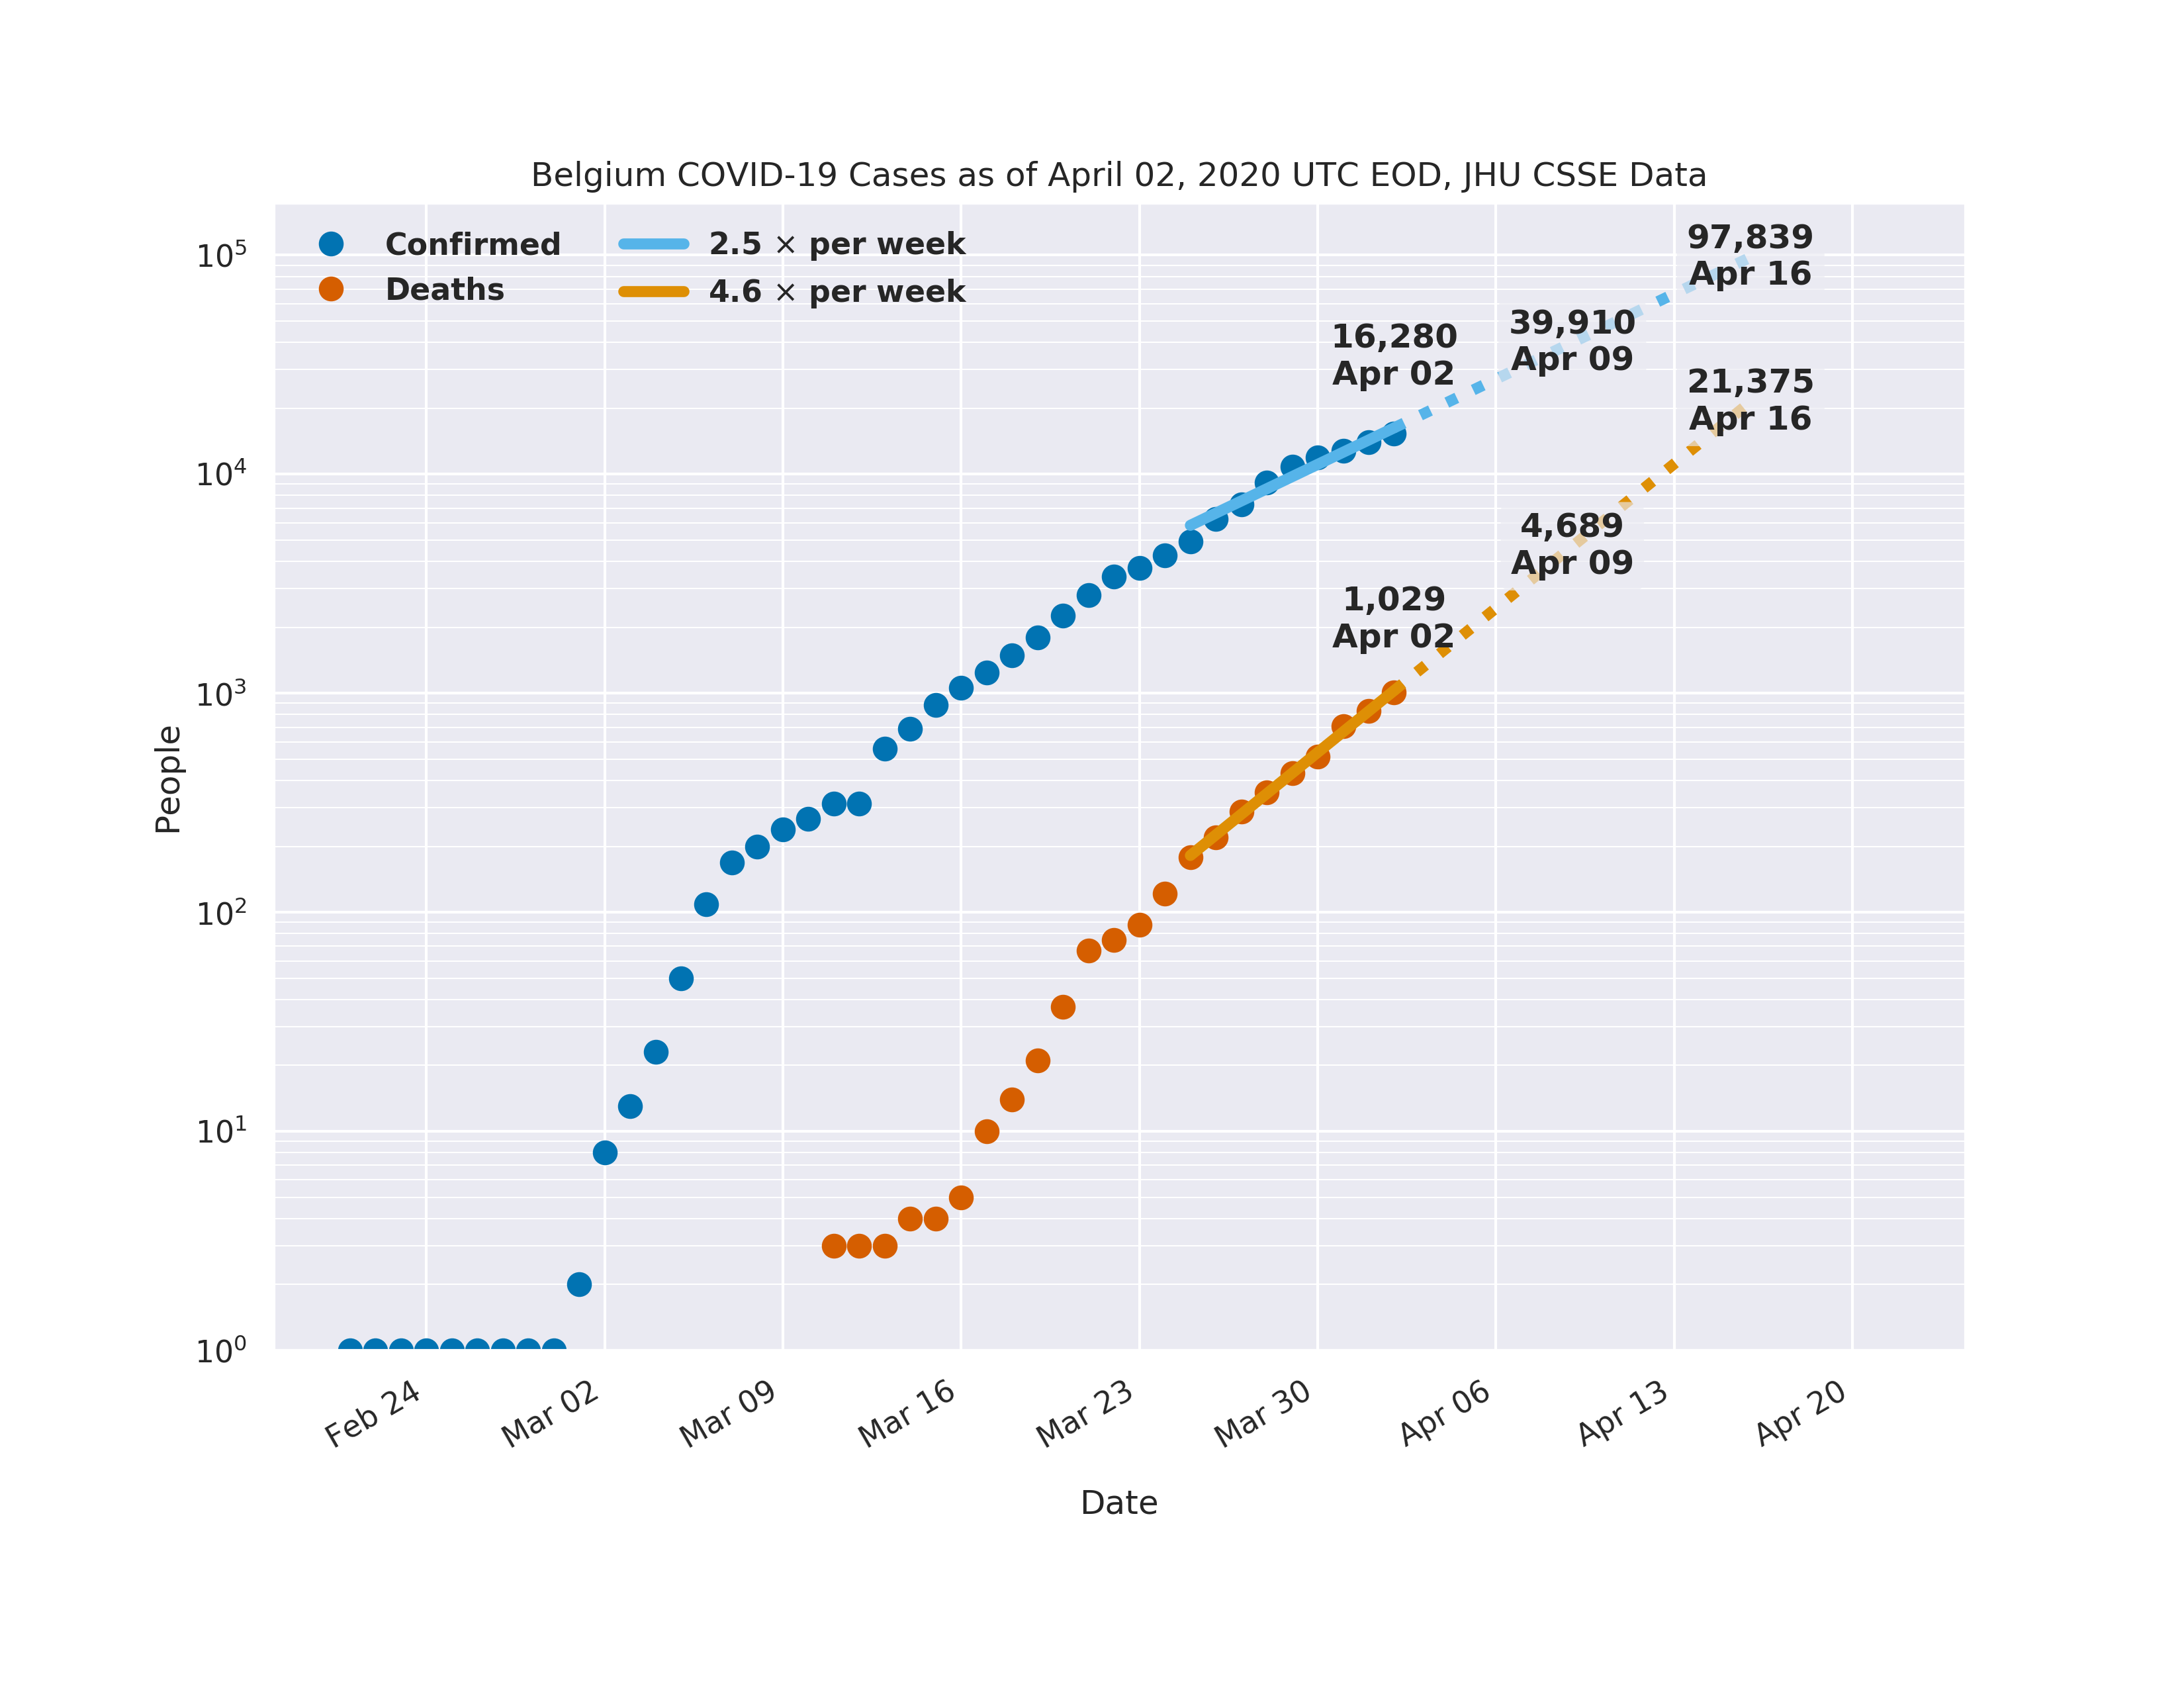 Belgium COVID-19 Cases as of April 02, 2020 UTC EOD, JHU CSSE Data
Confirmed
Deaths
2.5 × per week
4.6 × per week
97,839
Apr 16
16,280
Apr 02
39,910
Apr 09
21,375
Apr 16
4,689
Apr 09
1,029
Apr 02
People
10⁵
10⁴
10³
10²
10¹
10⁰
Feb 24
Mar 02
Mar 09
Mar 16
Mar 23
Mar 30
Apr 06
Apr 13
Apr 20
Date